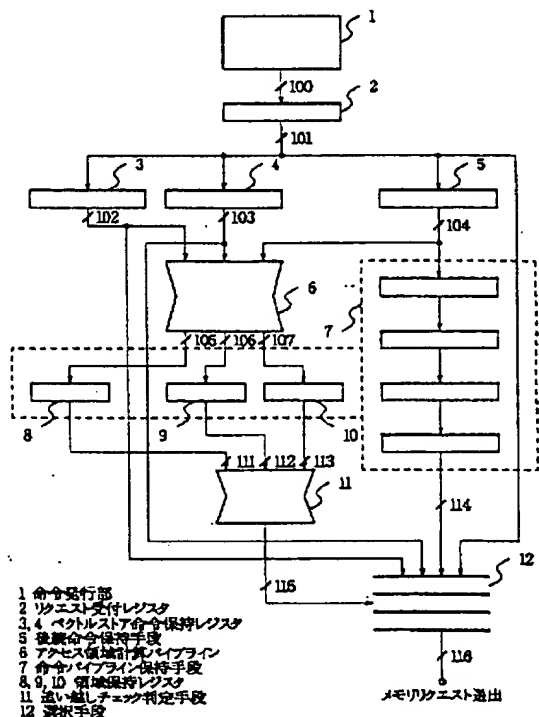 1
100
2
101
3
4
5
102
103
104
6
7
105
106
107
8
9
10
111
112
113
11
114
12
115
116
メモリリクエスト送出
1 命令発行部
2 リクエスト受付レジスタ
3,4 ベクトルストア命令保持レジスタ
5 後続命令保持手段
6 アクセス領域計算パイプライン
7 命令パイプライン保持手段
8,9,10 領域保持レジスタ
11 追い越しチェック判定手段
12 選択手段